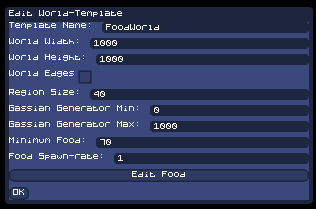 Edit World-Template
Template Name: FoodWorld
World Width: 1000
World Height: 1000
World Edges
Region Size: 40
Gassian Generator Min: 0
Gassian Generator Max: 1000
Minimum Food: 70
Food Spawn-rate: 1
Edit Food
OK